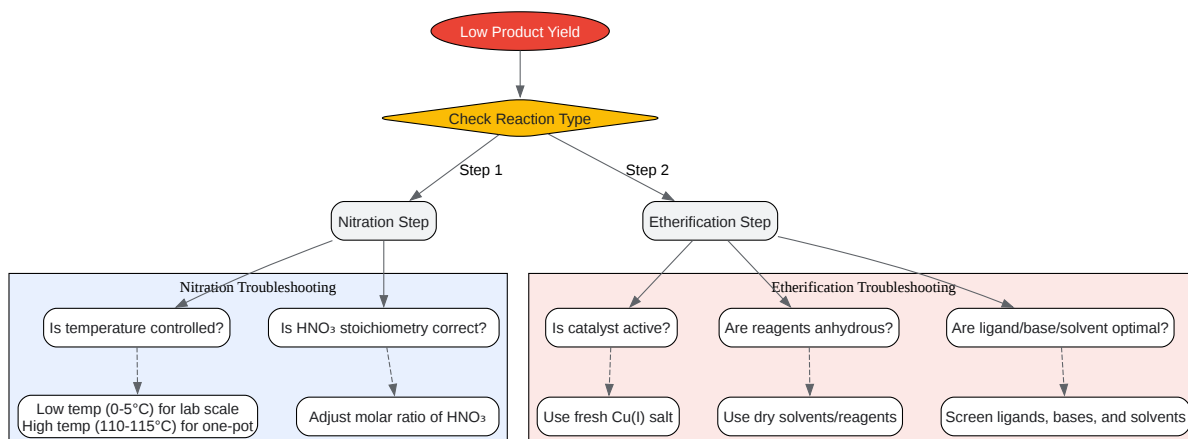 Low Product Yield
Check Reaction Type
Step 1
Step 2
Nitration Step
Etherification Step
Nitration Troubleshooting
Etherification Troubleshooting
Is temperature controlled?
Is HNO₃ stoichiometry correct?
Is catalyst active?
Are reagents anhydrous?
Are ligand/base/solvent optimal?
Low temp (0-5°C) for lab scale
High temp (110-115°C) for one-pot
Adjust molar ratio of HNO₃
Use fresh Cu(I) salt
Use dry solvents/reagents
Screen ligands, bases, and solvents